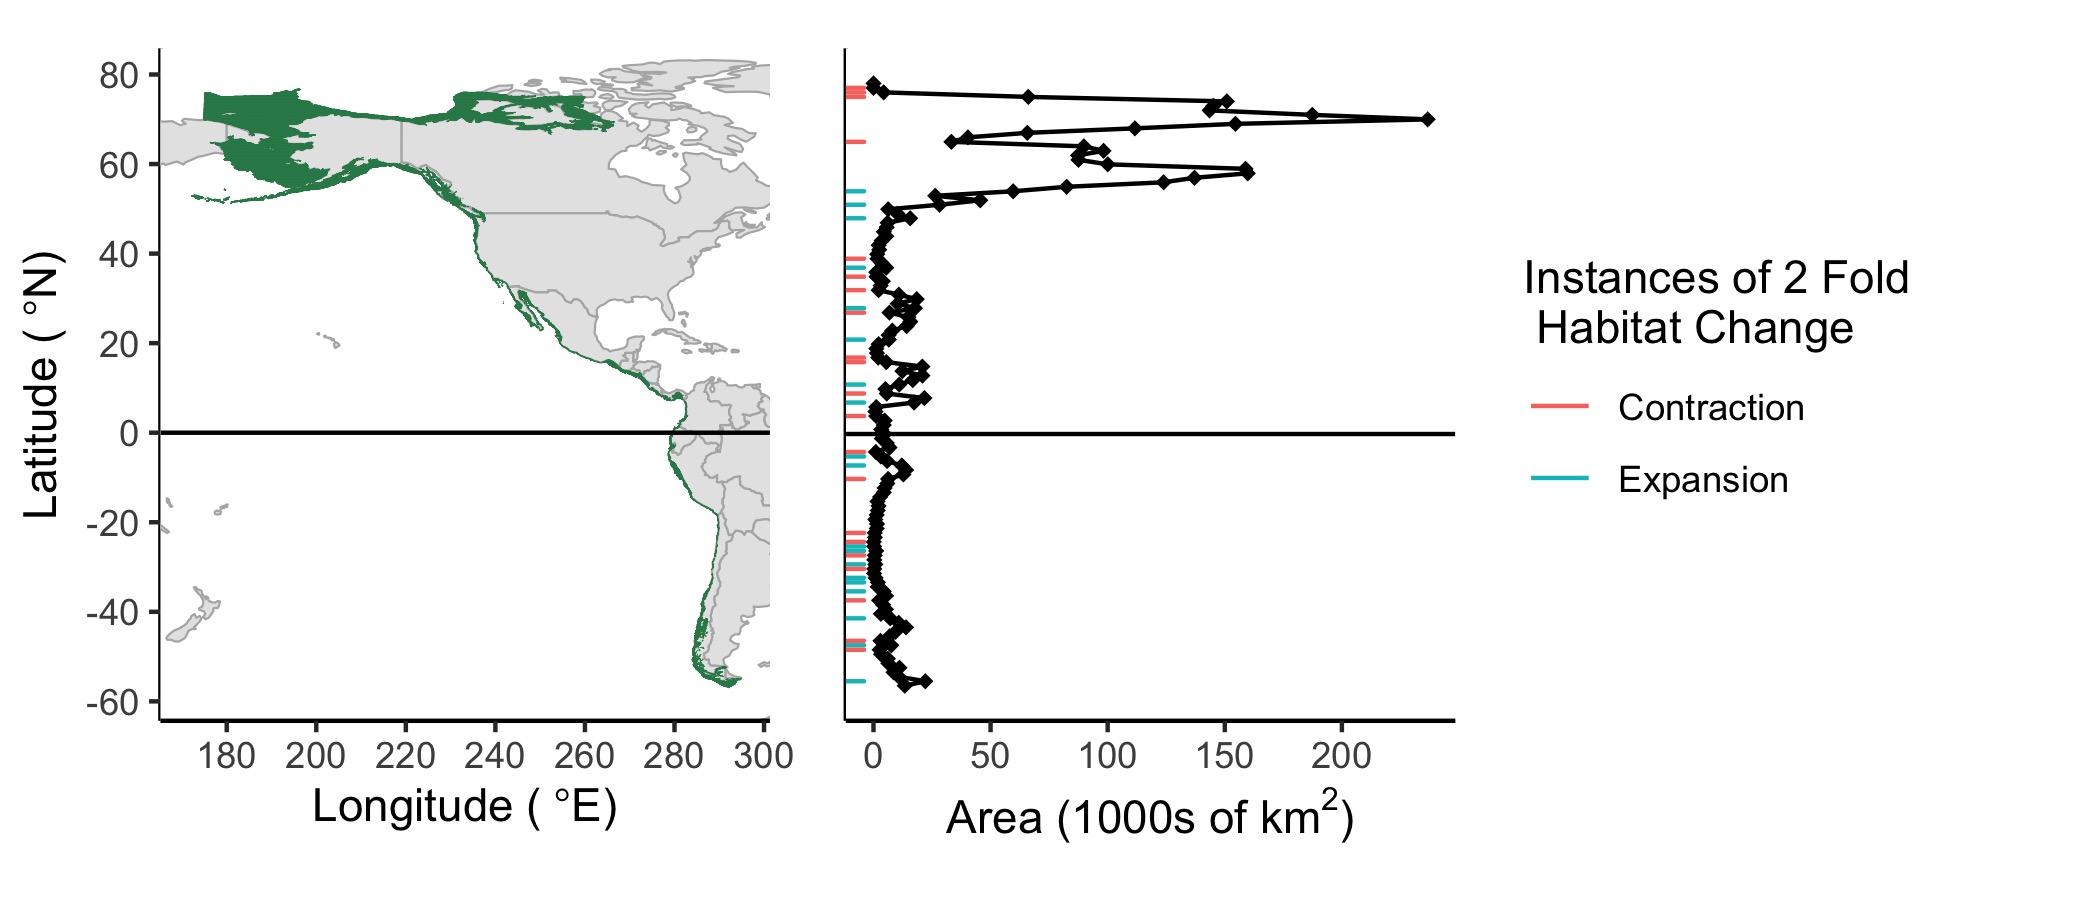 80
60
40
20
0
-20
-40
-60
Latitude ( °N)
180 200 220 240 260 280 300
Longitude ( °E)
0 50 100 150 200
Area (1000s of km²)
Instances of 2 Fold
Habitat Change
Contraction
Expansion